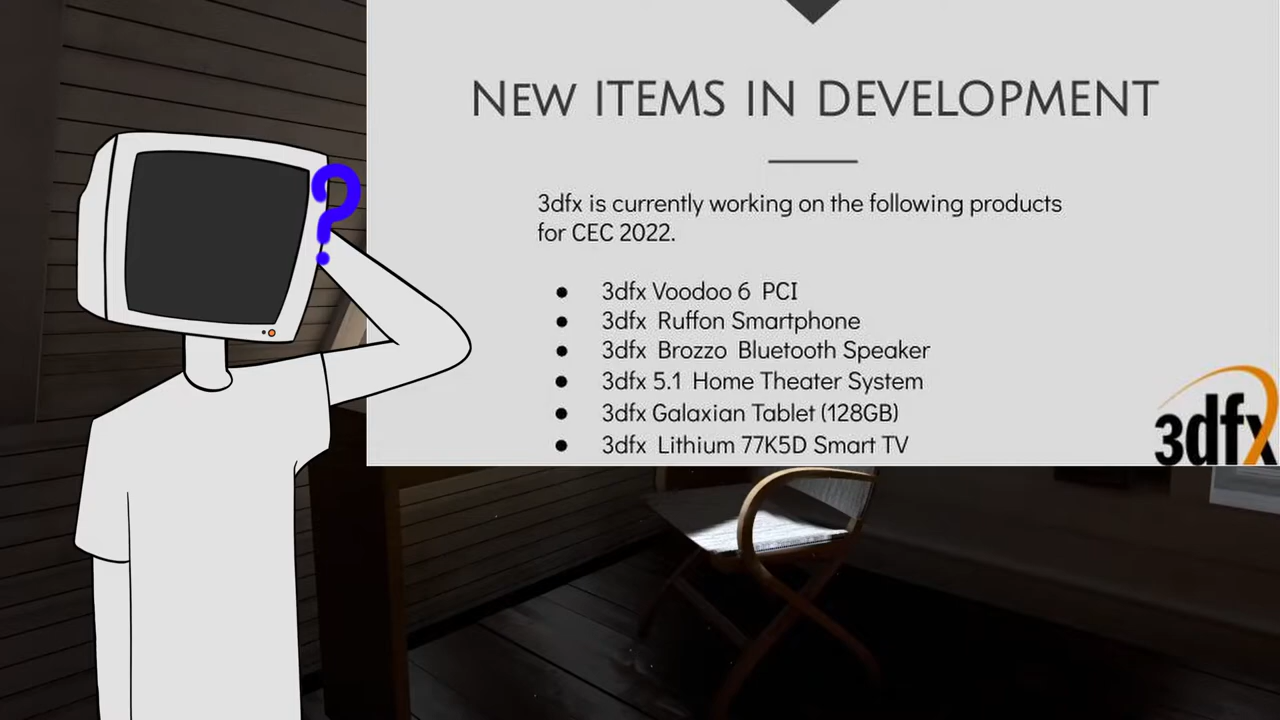 NEW ITEMS IN DEVELOPMENT
3dfx is currently working on the following products
for CEC 2022.
● 3dfx Voodoo 6 PCI
● 3dfx Ruffon Smartphone
● 3dfx Brozzo Bluetooth Speaker
● 3dfx 5.1 Home Theater System
● 3dfx Galaxian Tablet (128GB)
● 3dfx Lithium 77K5D Smart TV
3dfx
?